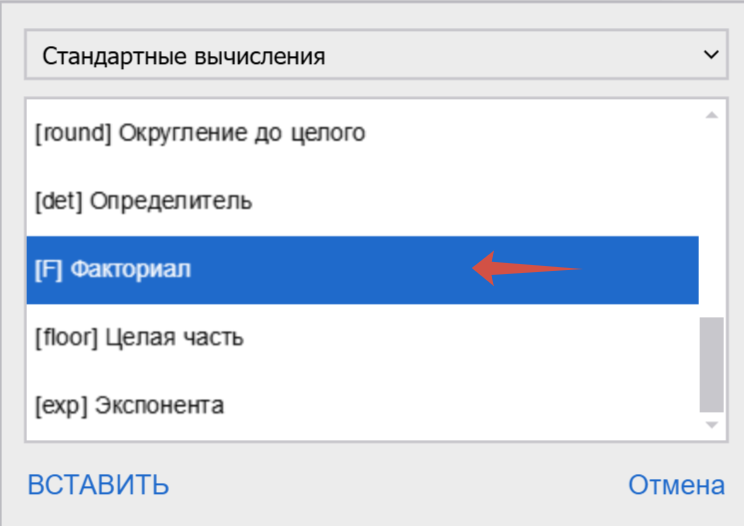 Стандартные вычисления
[round] Округление до целого
[det] Определитель
[F] Факториал
[floor] Целая часть
[exp] Экспонента
ВСТАВИТЬ
Отмена